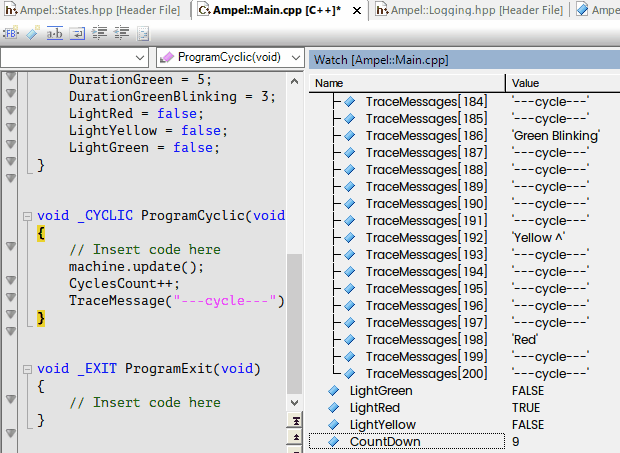 Ampel::States.hpp [Header File]
Ampel::Main.cpp [C++]*
Ampel::Logging.hpp [Header File]
Ampe
ProgramCyclic(void)
DurationGreen = 5;
DurationGreenBlinking = 3;
LightRed = false;
LightYellow = false;
LightGreen = false;
}
void _CYCLIC ProgramCyclic(void
{
// Insert code here
machine.update();
CyclesCount++;
TraceMessage("---cycle---")
}
void _EXIT ProgramExit(void)
{
// Insert code here
}
Watch [Ampel::Main.cpp]
Name Value
TraceMessages[184] '---cycle---'
TraceMessages[185] '---cycle---'
TraceMessages[186] 'Green Blinking'
TraceMessages[187] '---cycle---'
TraceMessages[188] '---cycle---'
TraceMessages[189] '---cycle---'
TraceMessages[190] '---cycle---'
TraceMessages[191] '---cycle---'
TraceMessages[192] 'Yellow ^'
TraceMessages[193] '---cycle---'
TraceMessages[194] '---cycle---'
TraceMessages[195] '---cycle---'
TraceMessages[196] '---cycle---'
TraceMessages[197] '---cycle---'
TraceMessages[198] 'Red'
TraceMessages[199] '---cycle---'
TraceMessages[200] '---cycle---'
LightGreen FALSE
LightRed TRUE
LightYellow FALSE
CountDown 9